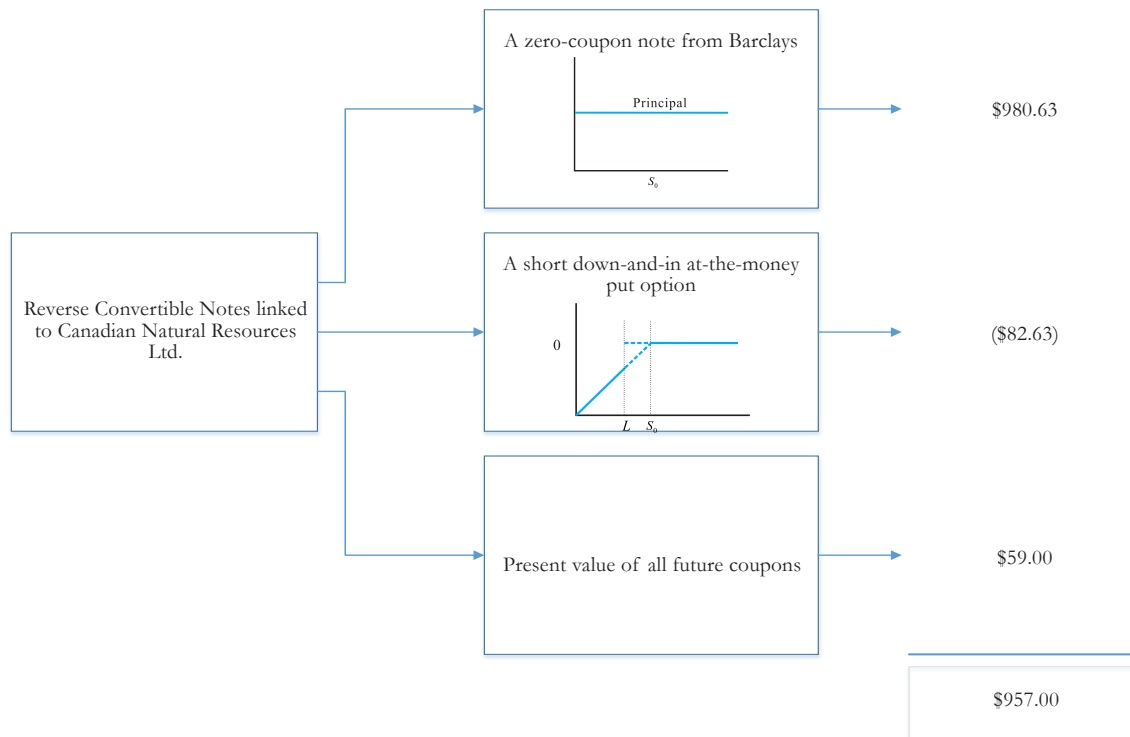 A zero-coupon note from Barclays
Principal
S₀
$980.63
Reverse Convertible Notes linked
to Canadian Natural Resources
Ltd.
A short down-and-in at-the-money
put option
0
L S₀
($82.63)
Present value of all future coupons
$59.00
$957.00